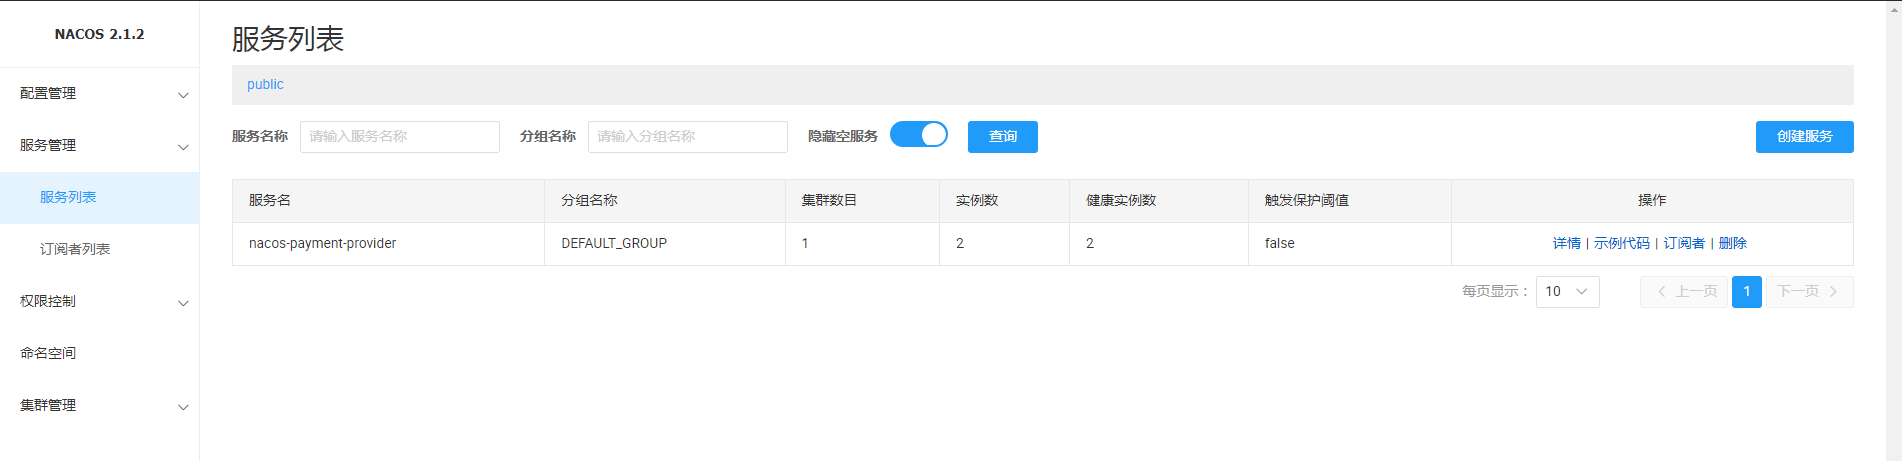 NACOS 2.1.2
配置管理
服务管理
服务列表
订阅者列表
权限控制
命名空间
集群管理
服务列表
public
服务名称 请输入服务名称 分组名称 请输入分组名称 隐藏空服务 查询 创建服务
服务名 分组名称 集群数目 实例数 健康实例数 触发保护阈值 操作
nacos-payment-provider DEFAULT_GROUP 1 2 2 false 详情 | 示例代码 | 订阅者 | 删除
每页显示： 10 上一页 1 下一页